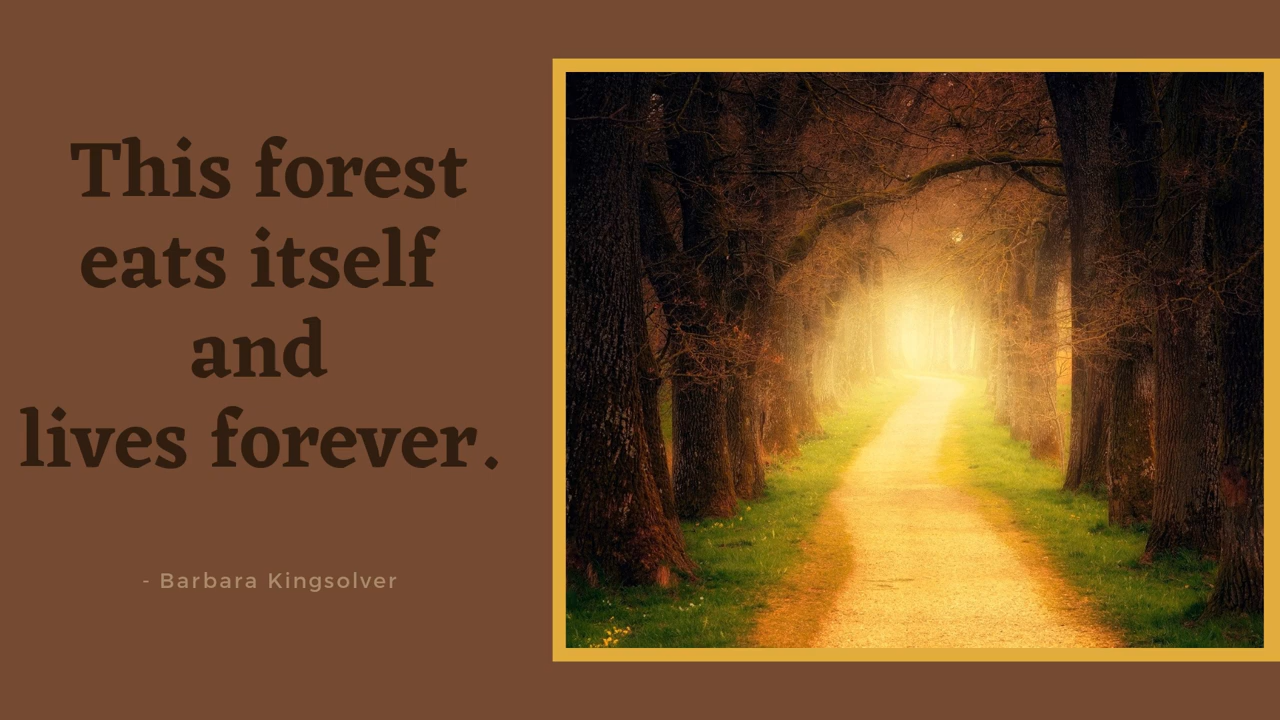 This forest
eats itself
and
lives forever.
- Barbara Kingsolver